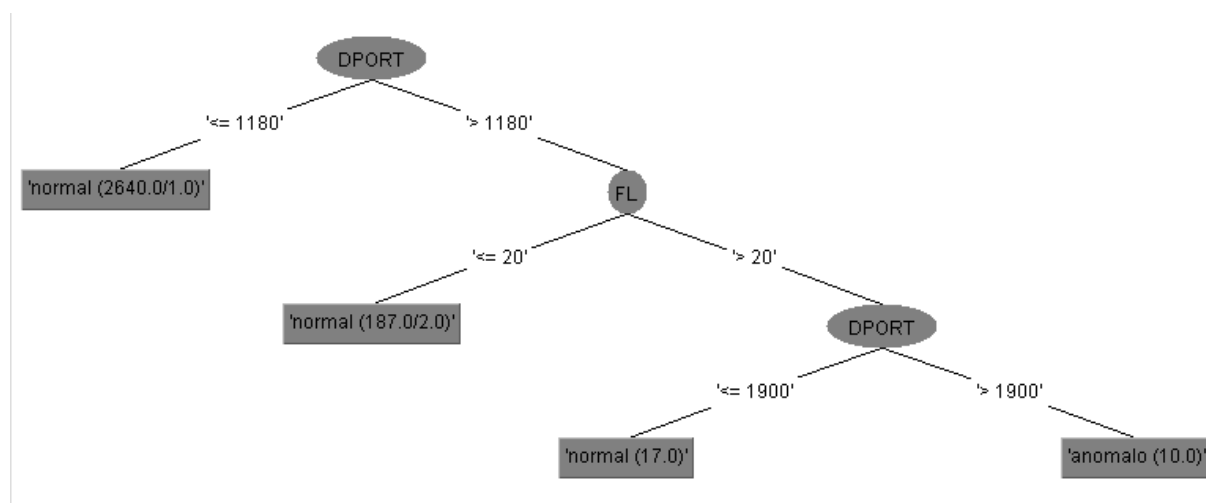 DPORT
'<= 1180'
'> 1180'
'normal (2640.0/1.0)'
FL
'<= 20'
'> 20'
'normal (187.0/2.0)'
DPORT
'<= 1900'
'> 1900'
'normal (17.0)'
'anomalo (10.0)'